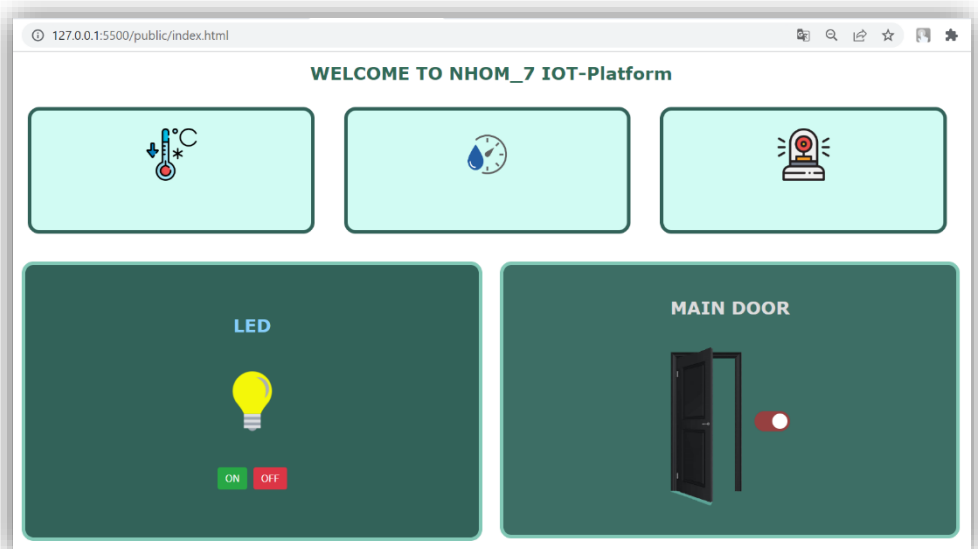 127.0.0.1:5500/public/index.html
WELCOME TO NHOM_7 IOT-Platform
°C
LED
MAIN DOOR
ON OFF